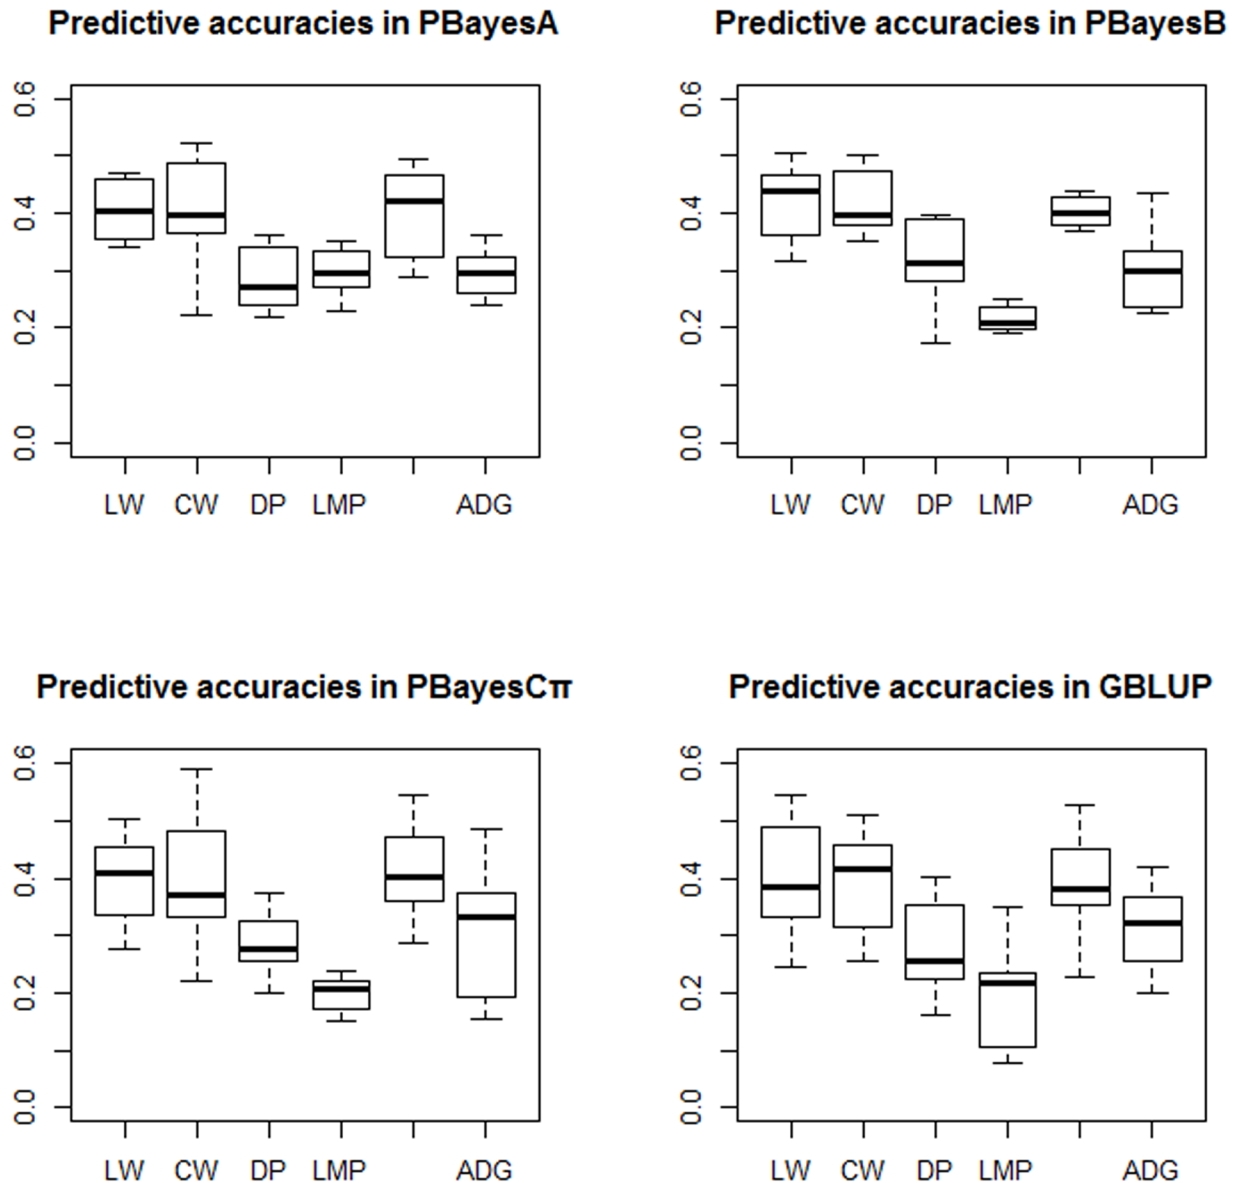 Predictive accuracies in PBayesA
0.6
0.4
0.2
0.0
LW CW DP LMP ADG
Predictive accuracies in PBayesB
0.6
0.4
0.2
0.0
LW CW DP LMP ADG
Predictive accuracies in PBayesCπ
0.6
0.4
0.2
0.0
LW CW DP LMP ADG
Predictive accuracies in GBLUP
0.6
0.4
0.2
0.0
LW CW DP LMP ADG